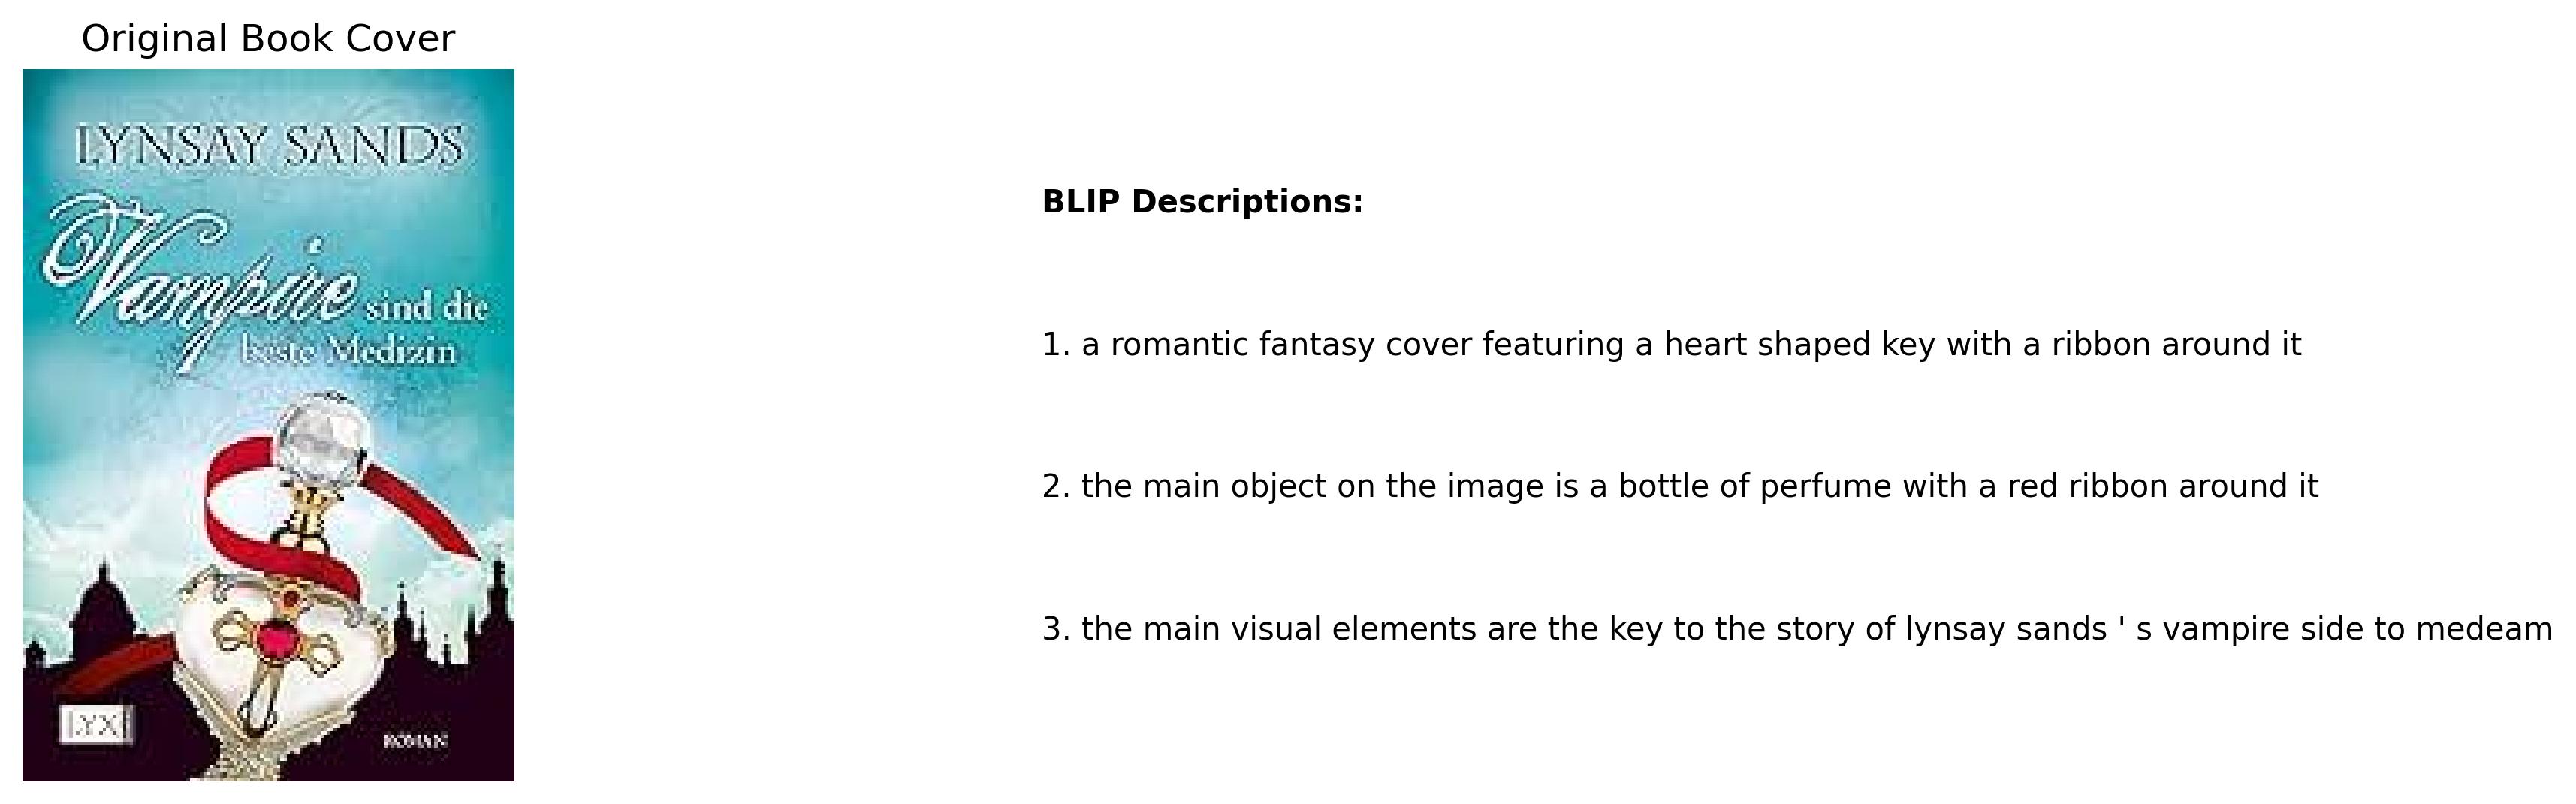 Original Book Cover
LYNSAY SANDS
Vampire sind die
beste Medizin
LYX
ROMAN
BLIP Descriptions:
1. a romantic fantasy cover featuring a heart shaped key with a ribbon around it
2. the main object on the image is a bottle of perfume with a red ribbon around it
3. the main visual elements are the key to the story of lynsay sands ' s vampire side to medeam